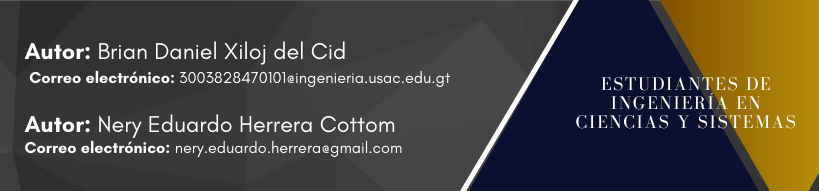 Autor: Brian Daniel Xiloj del Cid
Correo electrónico: 3003828470101@ingenieria.usac.edu.gt
Autor: Nery Eduardo Herrera Cottom
Correo electrónico: nery.eduardo.herrera@gmail.com
ESTUDIANTES DE
INGENIERÍA EN
CIENCIAS Y SISTEMAS